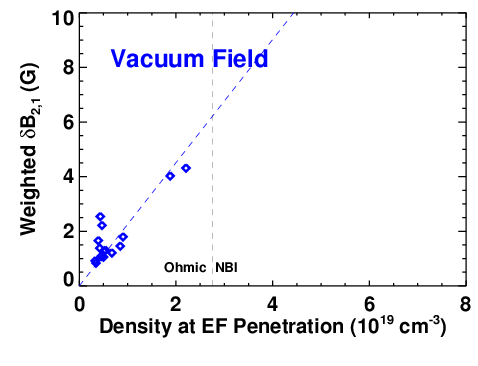 10
8
6
4
2
0
Weighted δB2,1 (G)
Vacuum Field
Ohmic NBI
0 2 4 6 8
Density at EF Penetration (10^19 cm^-3)